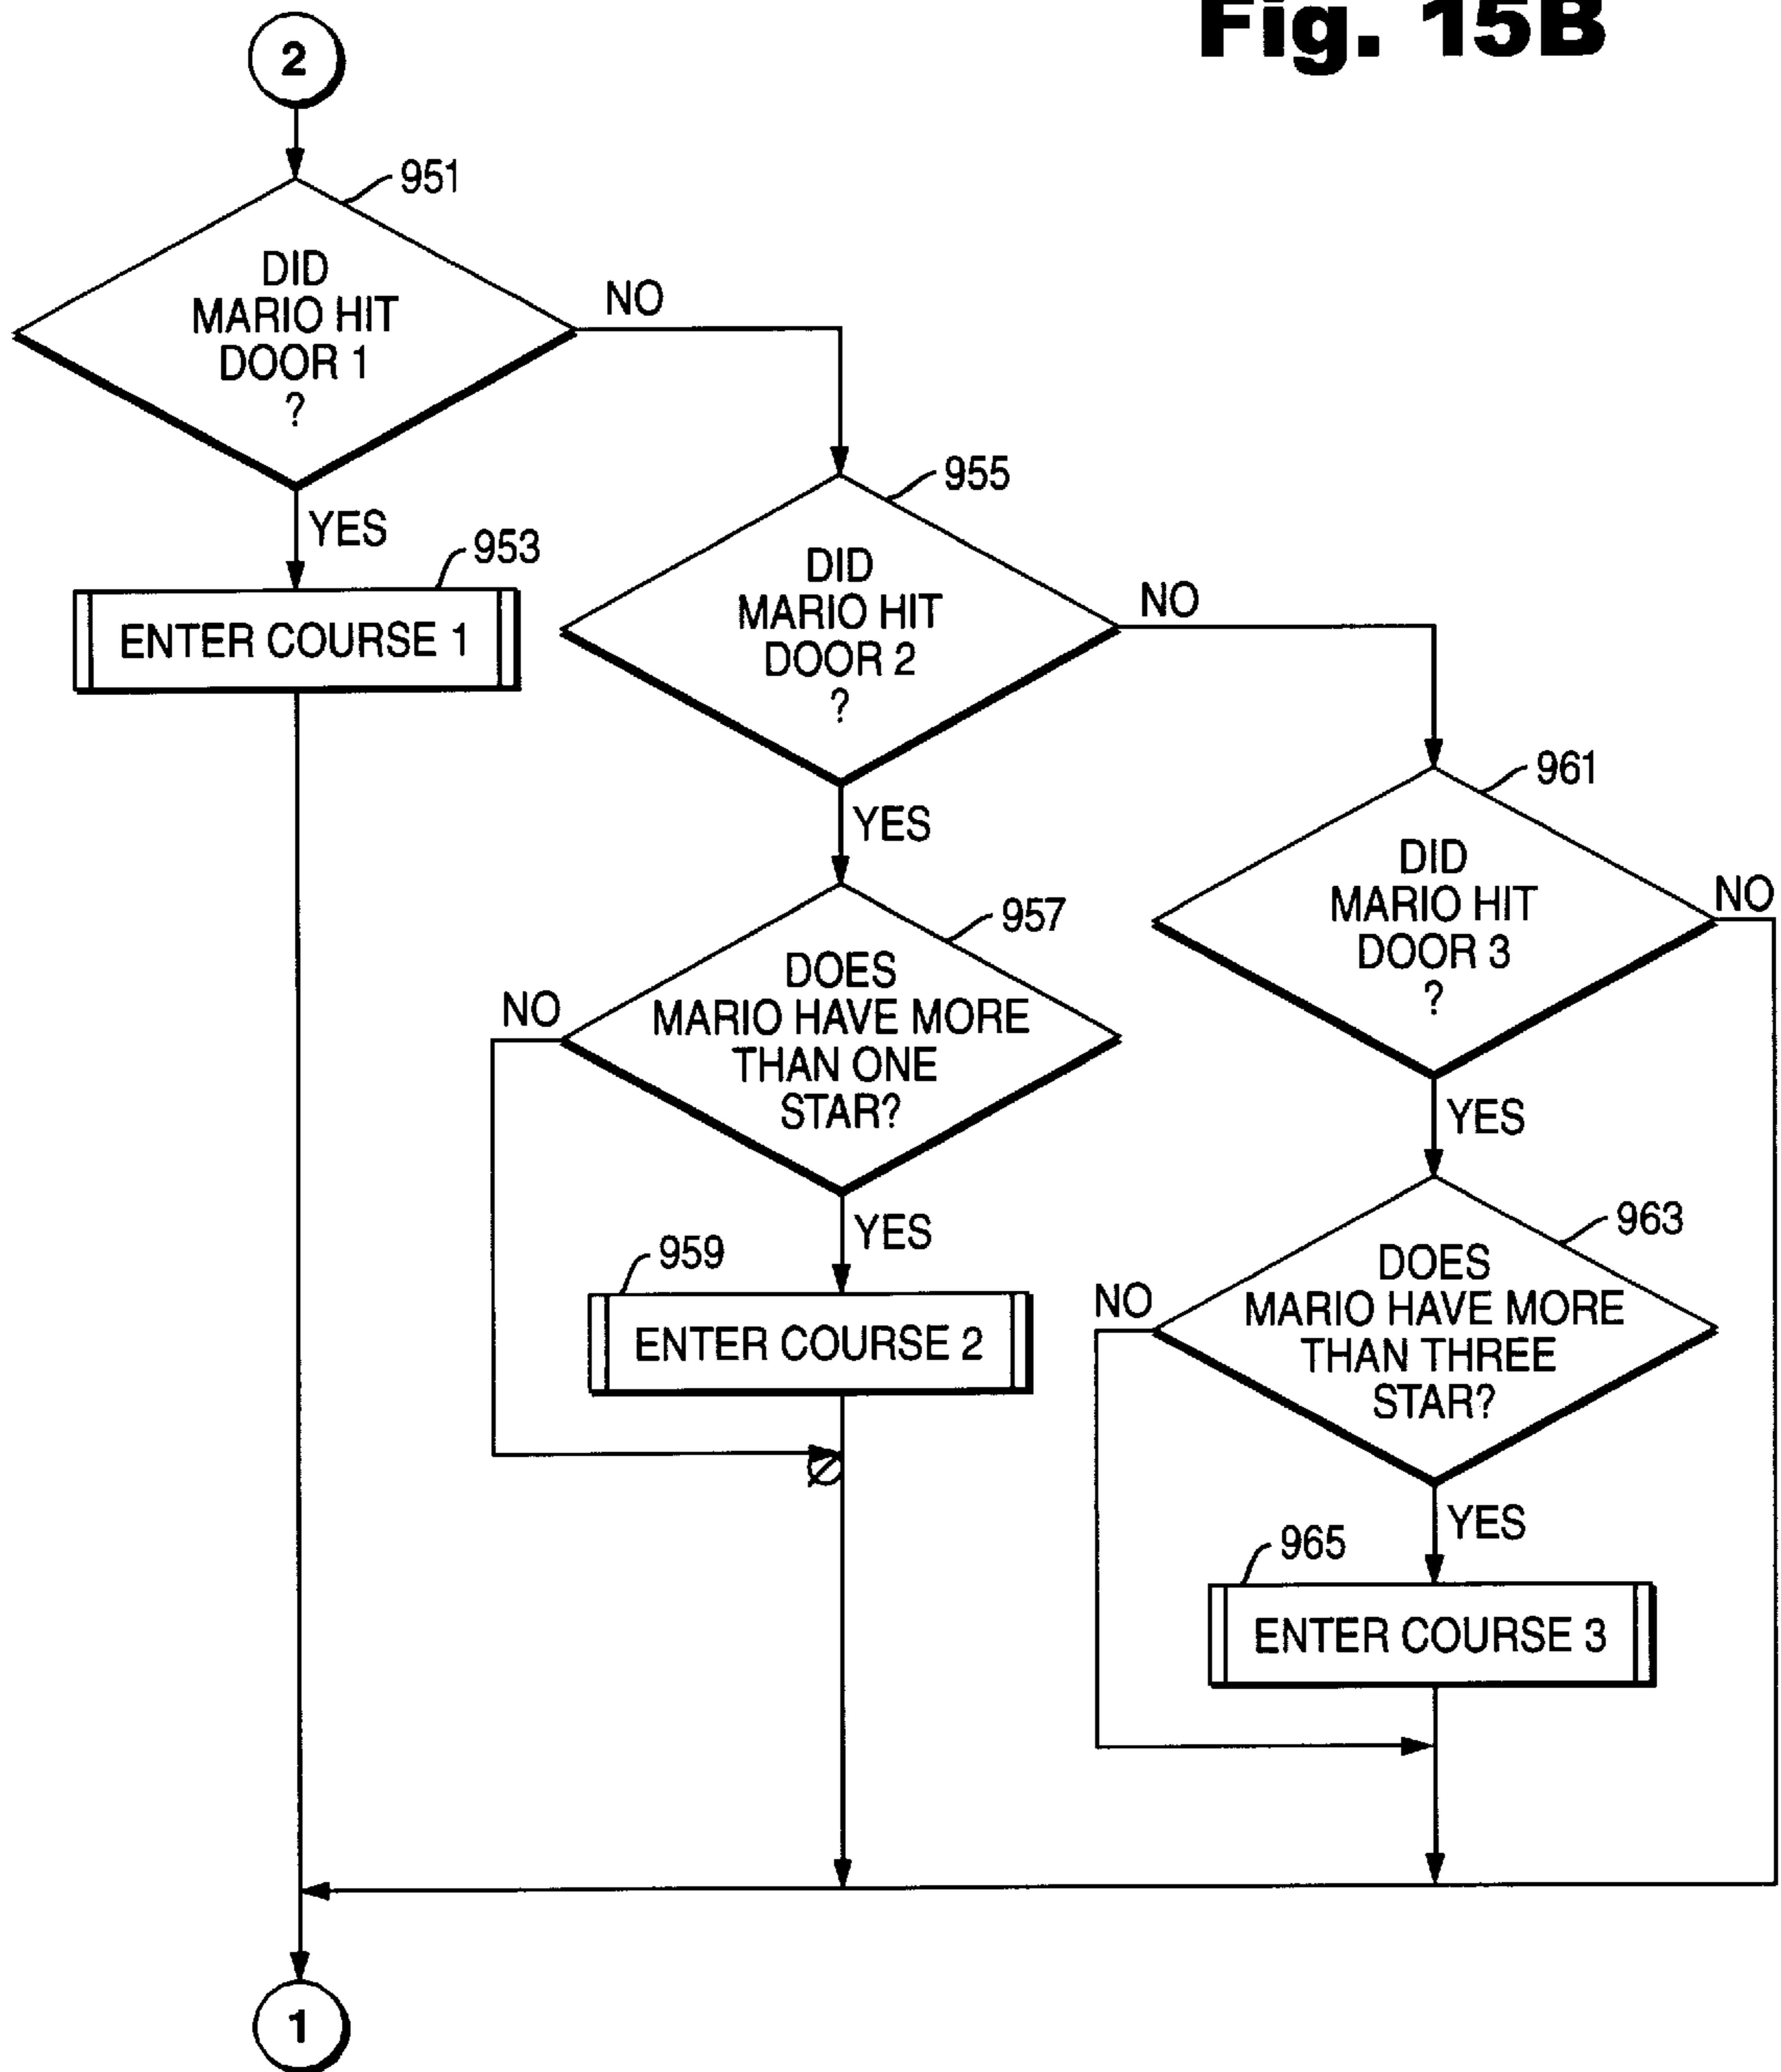 Fig. 15B
2
951
DID
MARIO HIT
DOOR 1
?
NO
YES
953
ENTER COURSE 1
955
DID
MARIO HIT
DOOR 2
?
NO
YES
957
DOES
MARIO HAVE MORE
THAN ONE
STAR?
NO
YES
959
ENTER COURSE 2
961
DID
MARIO HIT
DOOR 3
?
NO
YES
963
DOES
MARIO HAVE MORE
THAN THREE
STAR?
NO
YES
965
ENTER COURSE 3
1